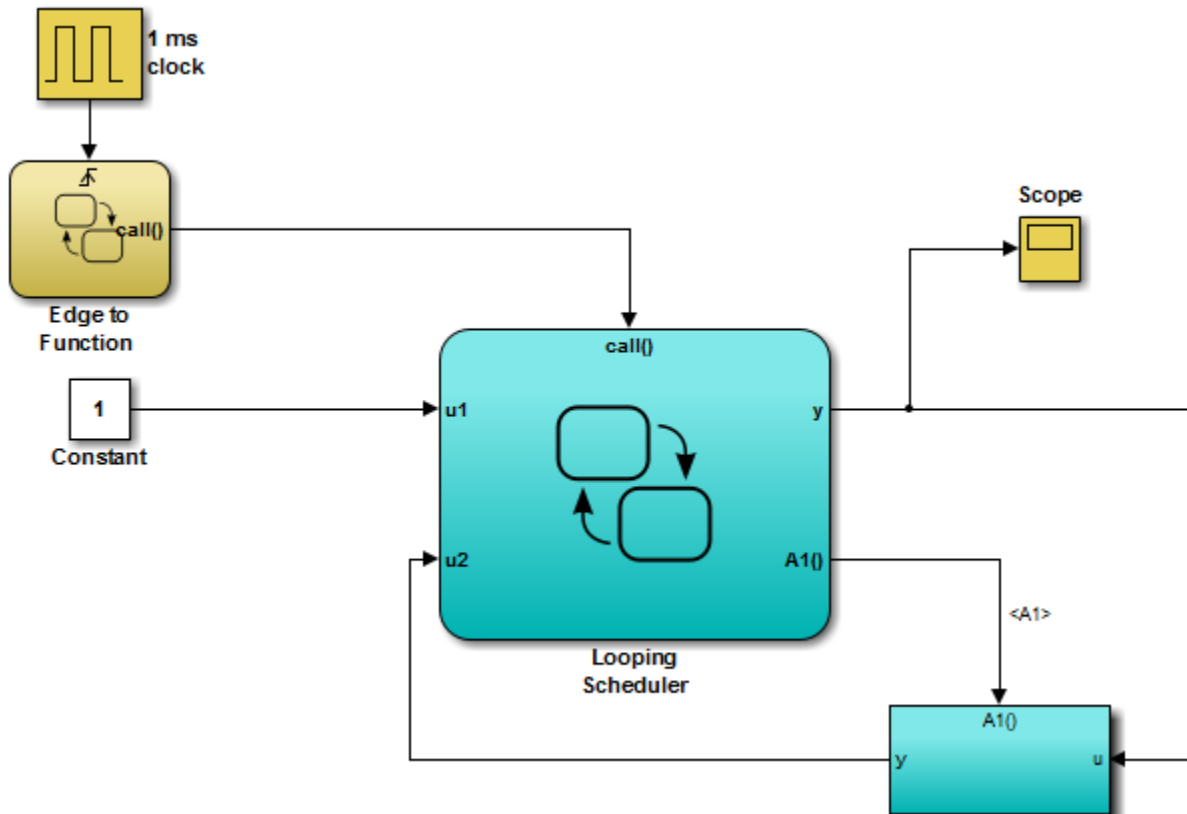 1 ms
clock
call()
Edge to
Function
Scope
call()
1
Constant
u1
y
u2
A1()
<A1>
Looping
Scheduler
A1()
y
u